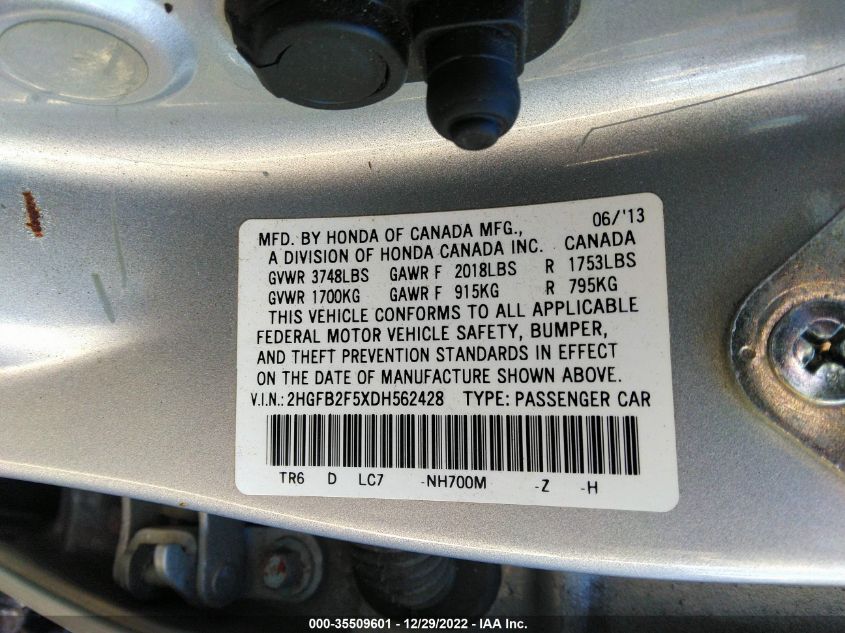 06/'13
MFD. BY HONDA OF CANADA MFG.,
A DIVISION OF HONDA CANADA INC. CANADA
GVWR 3748LBS GAWR F 2018LBS R 1753LBS
GVWR 1700KG GAWR F 915KG R 795KG
THIS VEHICLE CONFORMS TO ALL APPLICABLE
FEDERAL MOTOR VEHICLE SAFETY, BUMPER,
AND THEFT PREVENTION STANDARDS IN EFFECT
ON THE DATE OF MANUFACTURE SHOWN ABOVE.
V.I.N.: 2HGFB2F5XDH562428 TYPE: PASSENGER CAR
TR6 D LC7 -NH700M -Z -H
000-35509601 - 12/29/2022 - IAA Inc.